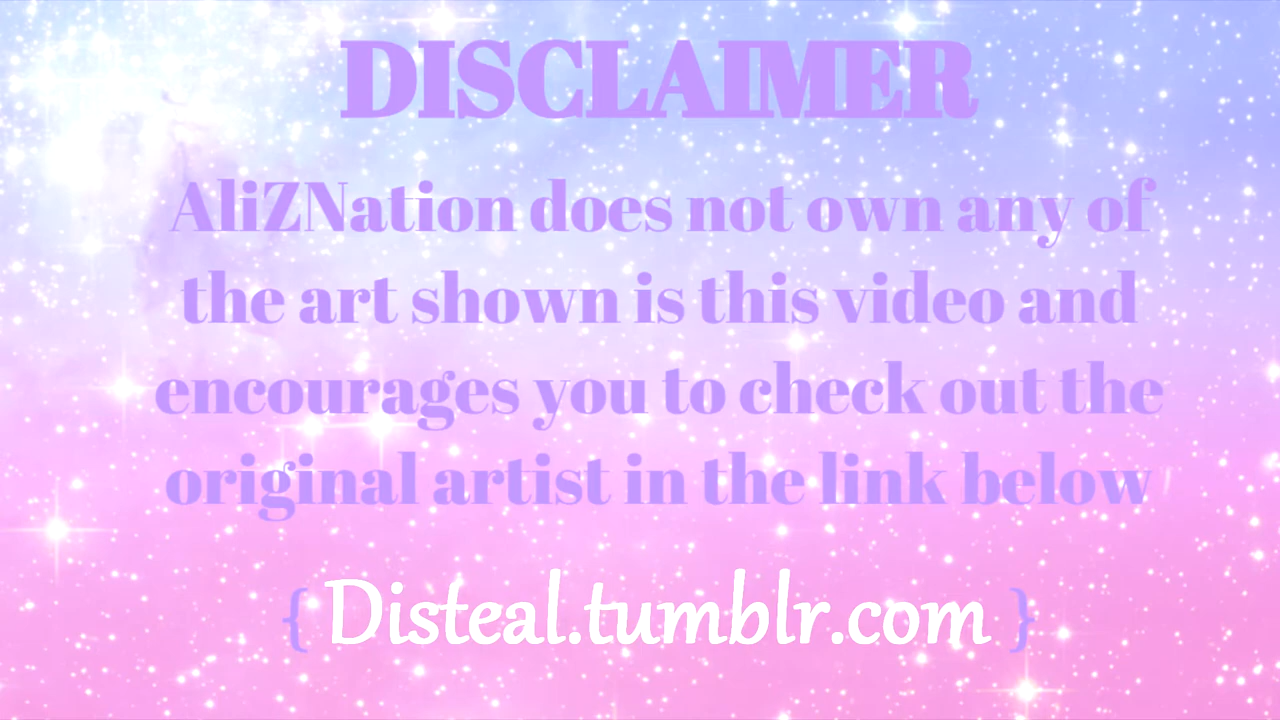 DISCLAIMER
AliZNation does not own any of
the art shown is this video and
encourages you to check out the
original artist in the link below
{ Disteal.tumblr.com }